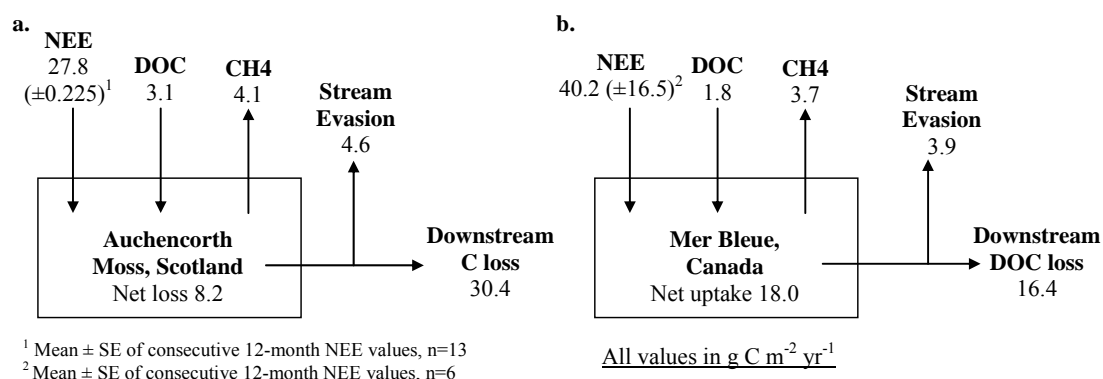 a.
NEE
27.8
(±0.225)¹
DOC
3.1
CH4
4.1
Stream
Evasion
4.6
Auchencorth
Moss, Scotland
Net loss 8.2
Downstream
C loss
30.4
b.
NEE
40.2 (±16.5)²
DOC
1.8
CH4
3.7
Stream
Evasion
3.9
Mer Bleue,
Canada
Net uptake 18.0
Downstream
DOC loss
16.4
¹ Mean ± SE of consecutive 12-month NEE values, n=13
² Mean ± SE of consecutive 12-month NEE values, n=6
All values in g C m⁻² yr⁻¹